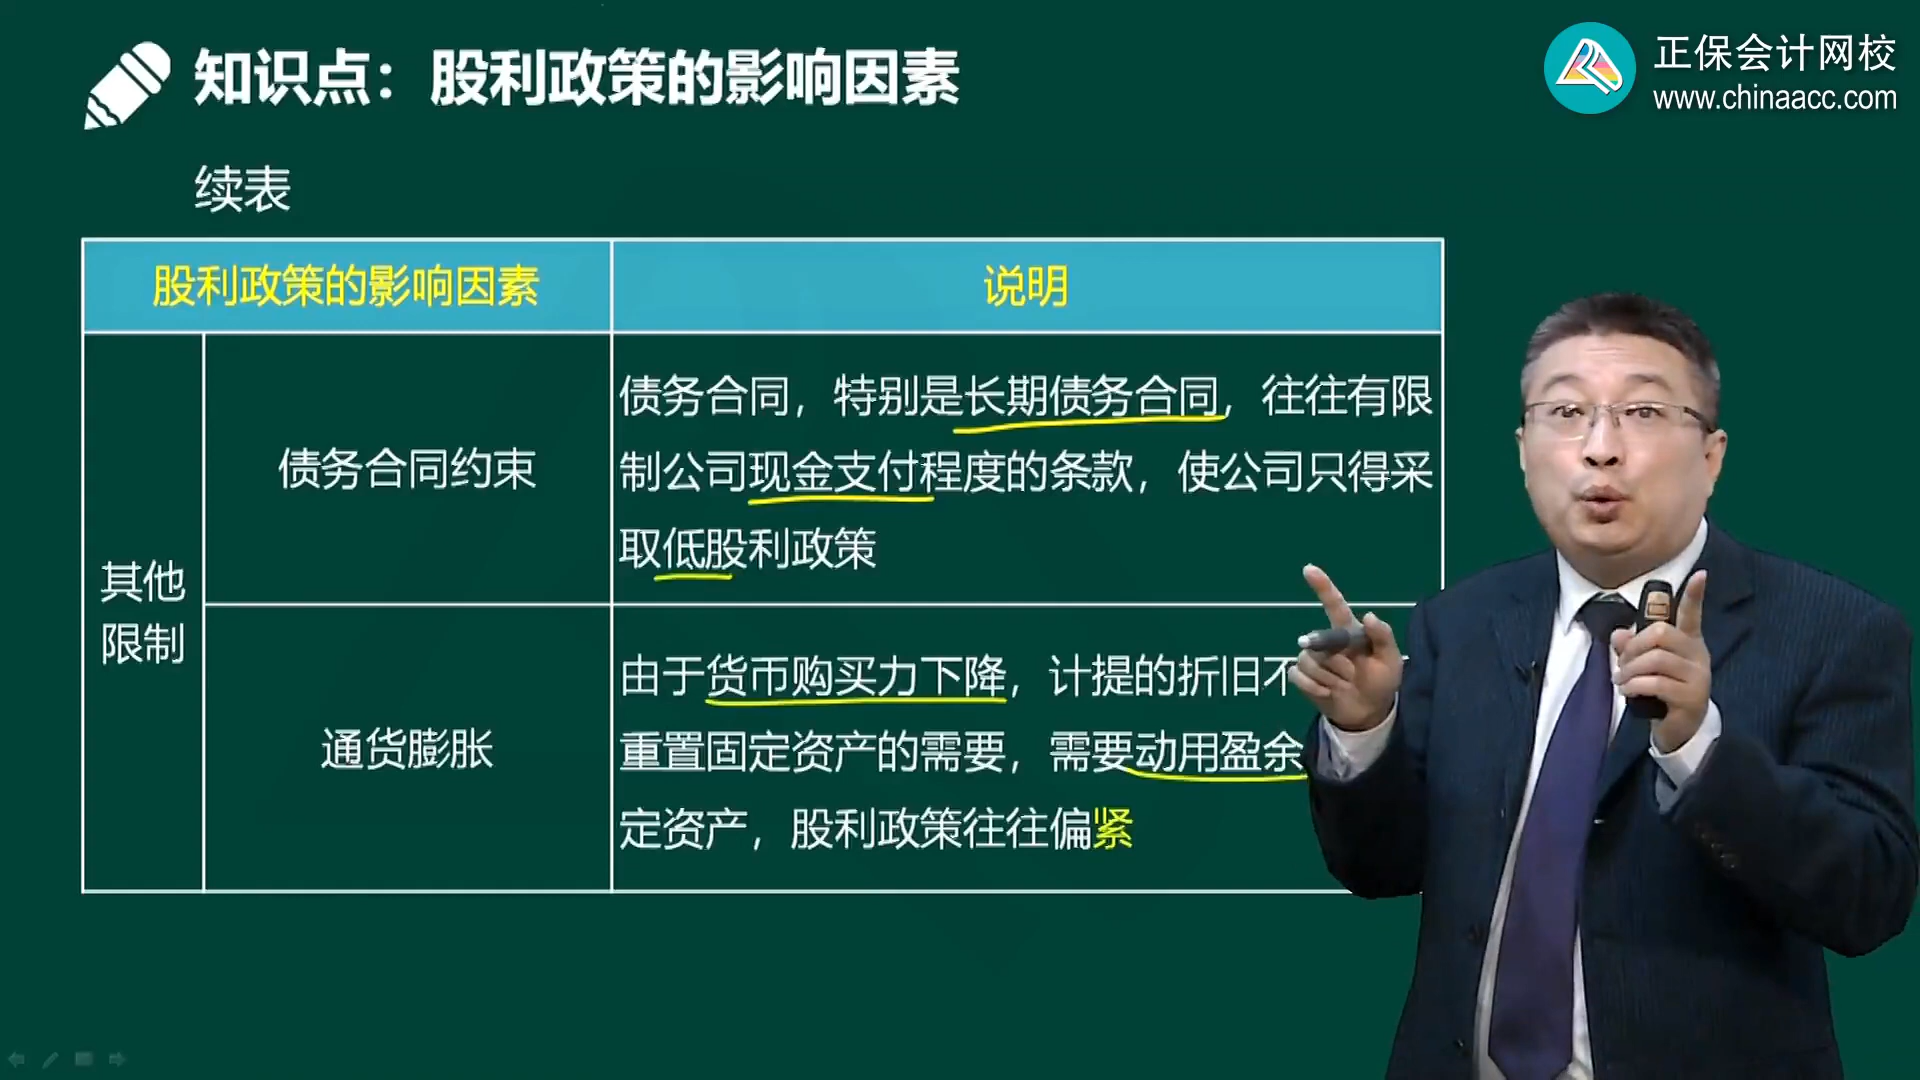 知识点：股利政策的影响因素
正保会计网校
www.chinaacc.com
续表
股利政策的影响因素
说明
其他
限制
债务合同约束
债务合同，特别是长期债务合同，往往有限
制公司现金支付程度的条款，使公司只得采
取低股利政策
通货膨胀
由于货币购买力下降，计提的折旧不
重置固定资产的需要，需要动用盈余
定资产，股利政策往往偏紧